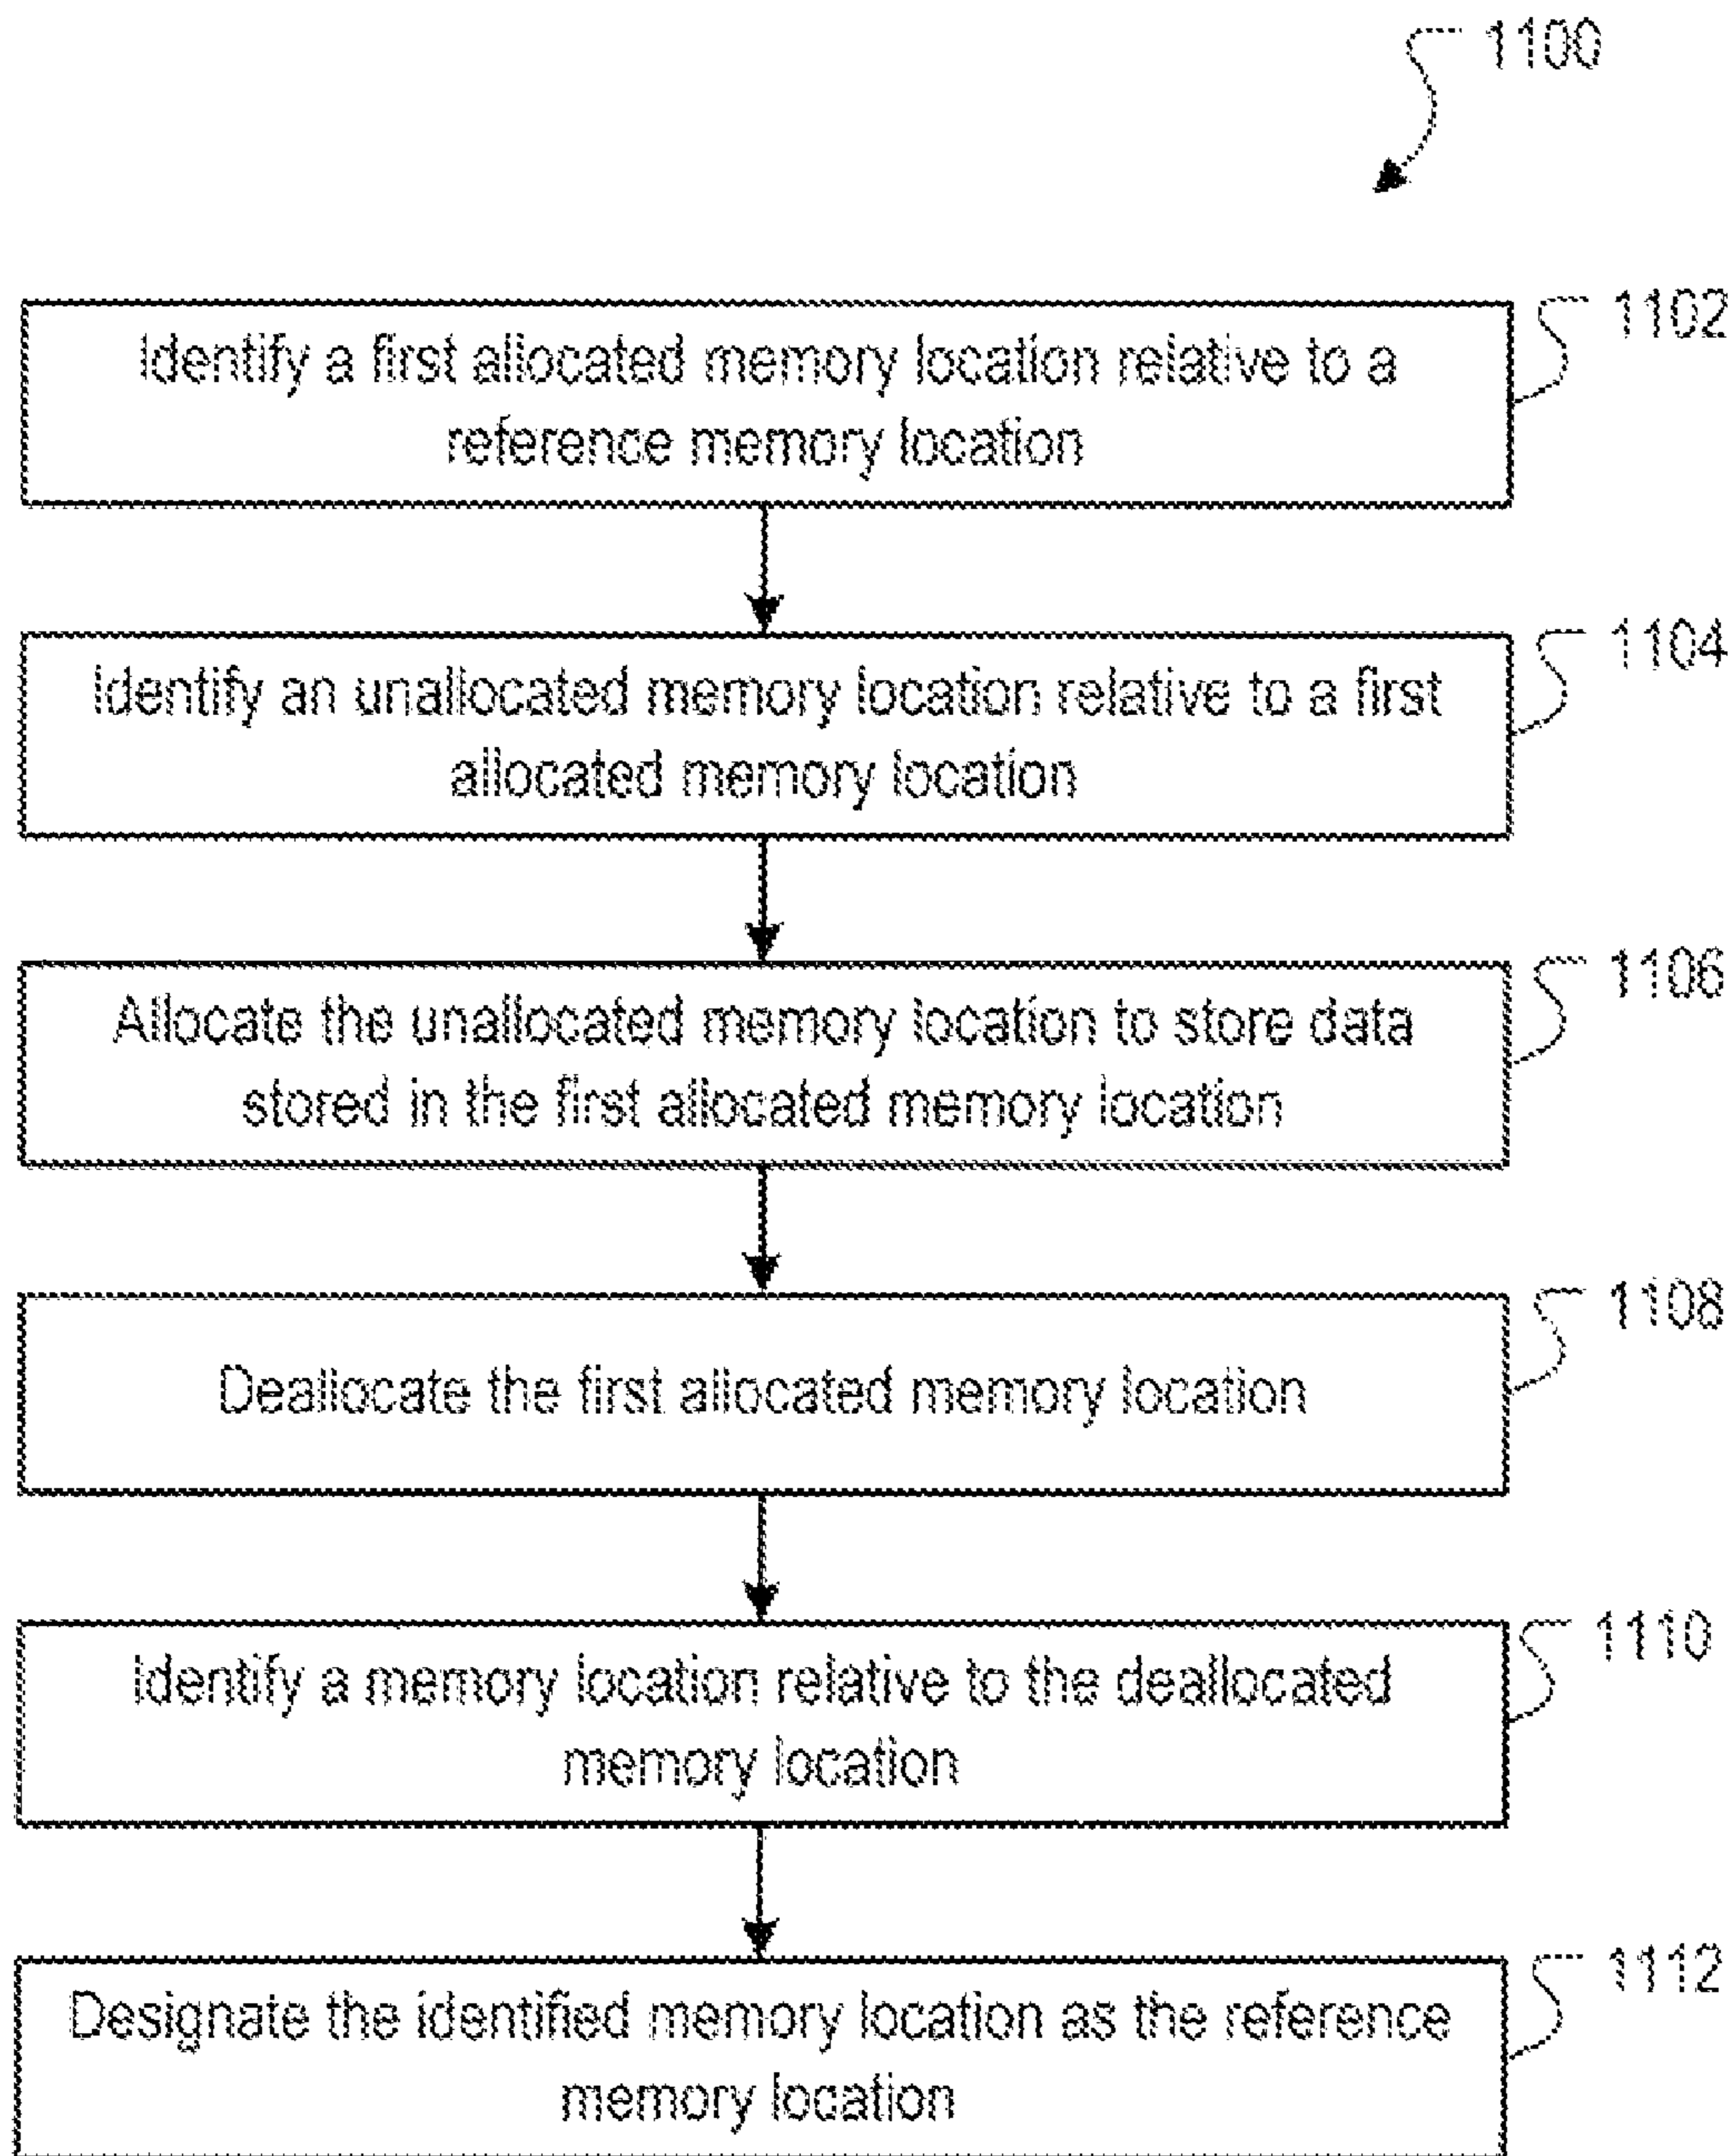 1100
Identify a first allocated memory location relative to a
reference memory location
1102
Identify an unallocated memory location relative to a first
allocated memory location
1104
Allocate the unallocated memory location to store data
stored in the first allocated memory location
1106
Deallocate the first allocated memory location
1108
Identify a memory location relative to the deallocated
memory location
1110
Designate the identified memory location as the reference
memory location
1112